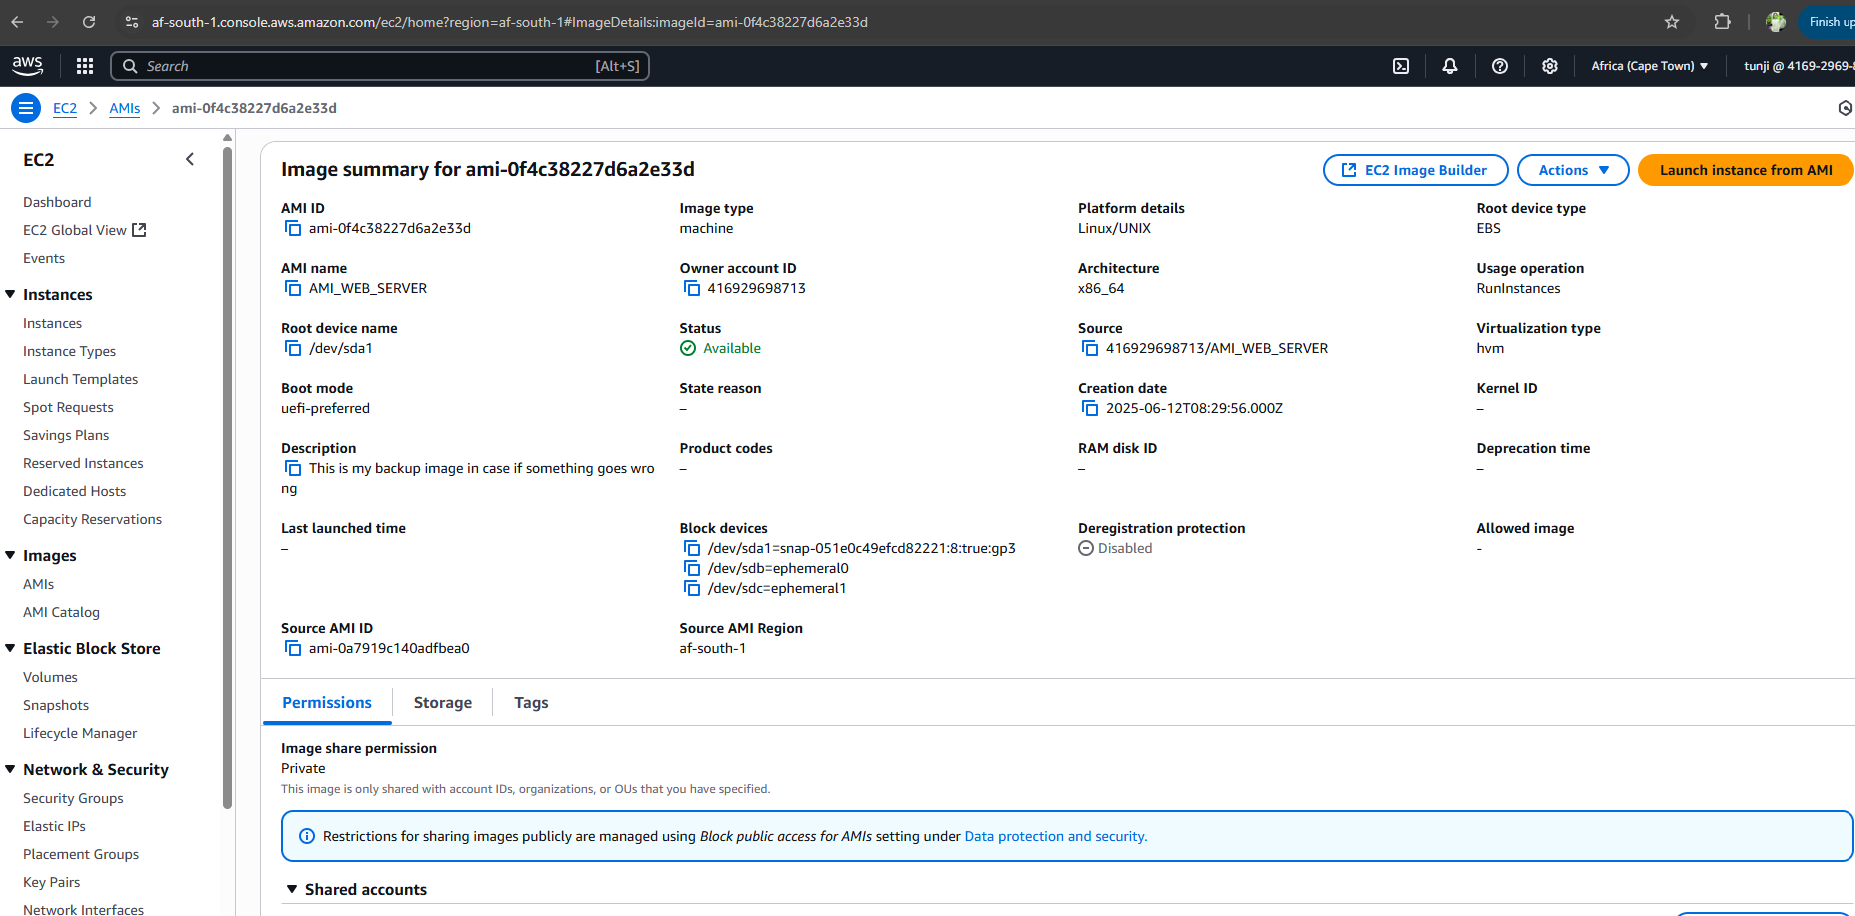 af-south-1.console.aws.amazon.com/ec2/home?region=af-south-1#ImageDetails:imageId=ami-0f4c38227d6a2e33d
Finish up
aws
Search
[Alt+S]
Africa (Cape Town)
tunji @ 4169-2969-8
EC2
AMIs
ami-0f4c38227d6a2e33d
EC2
Dashboard
EC2 Global View
Events
Instances
Instances
Instance Types
Launch Templates
Spot Requests
Savings Plans
Reserved Instances
Dedicated Hosts
Capacity Reservations
Images
AMIs
AMI Catalog
Elastic Block Store
Volumes
Snapshots
Lifecycle Manager
Network & Security
Security Groups
Elastic IPs
Placement Groups
Key Pairs
Network Interfaces
Image summary for ami-0f4c38227d6a2e33d
EC2 Image Builder
Actions
Launch instance from AMI
AMI ID
ami-0f4c38227d6a2e33d
Image type
machine
Platform details
Linux/UNIX
Root device type
EBS
AMI name
AMI_WEB_SERVER
Owner account ID
416929698713
Architecture
x86_64
Usage operation
RunInstances
Root device name
/dev/sda1
Status
Available
Source
416929698713/AMI_WEB_SERVER
Virtualization type
hvm
Boot mode
uefi-preferred
State reason
–
Creation date
2025-06-12T08:29:56.000Z
Kernel ID
–
Description
This is my backup image in case if something goes wro
ng
Product codes
–
RAM disk ID
–
Deprecation time
–
Last launched time
–
Block devices
/dev/sda1=snap-051e0c49efcd82221:8:true:gp3
/dev/sdb=ephemeral0
/dev/sdc=ephemeral1
Deregistration protection
Disabled
Allowed image
-
Source AMI ID
ami-0a7919c140adfbea0
Source AMI Region
af-south-1
Permissions
Storage
Tags
Image share permission
Private
This image is only shared with account IDs, organizations, or OUs that you have specified.
Restrictions for sharing images publicly are managed using Block public access for AMIs setting under Data protection and security.
Shared accounts